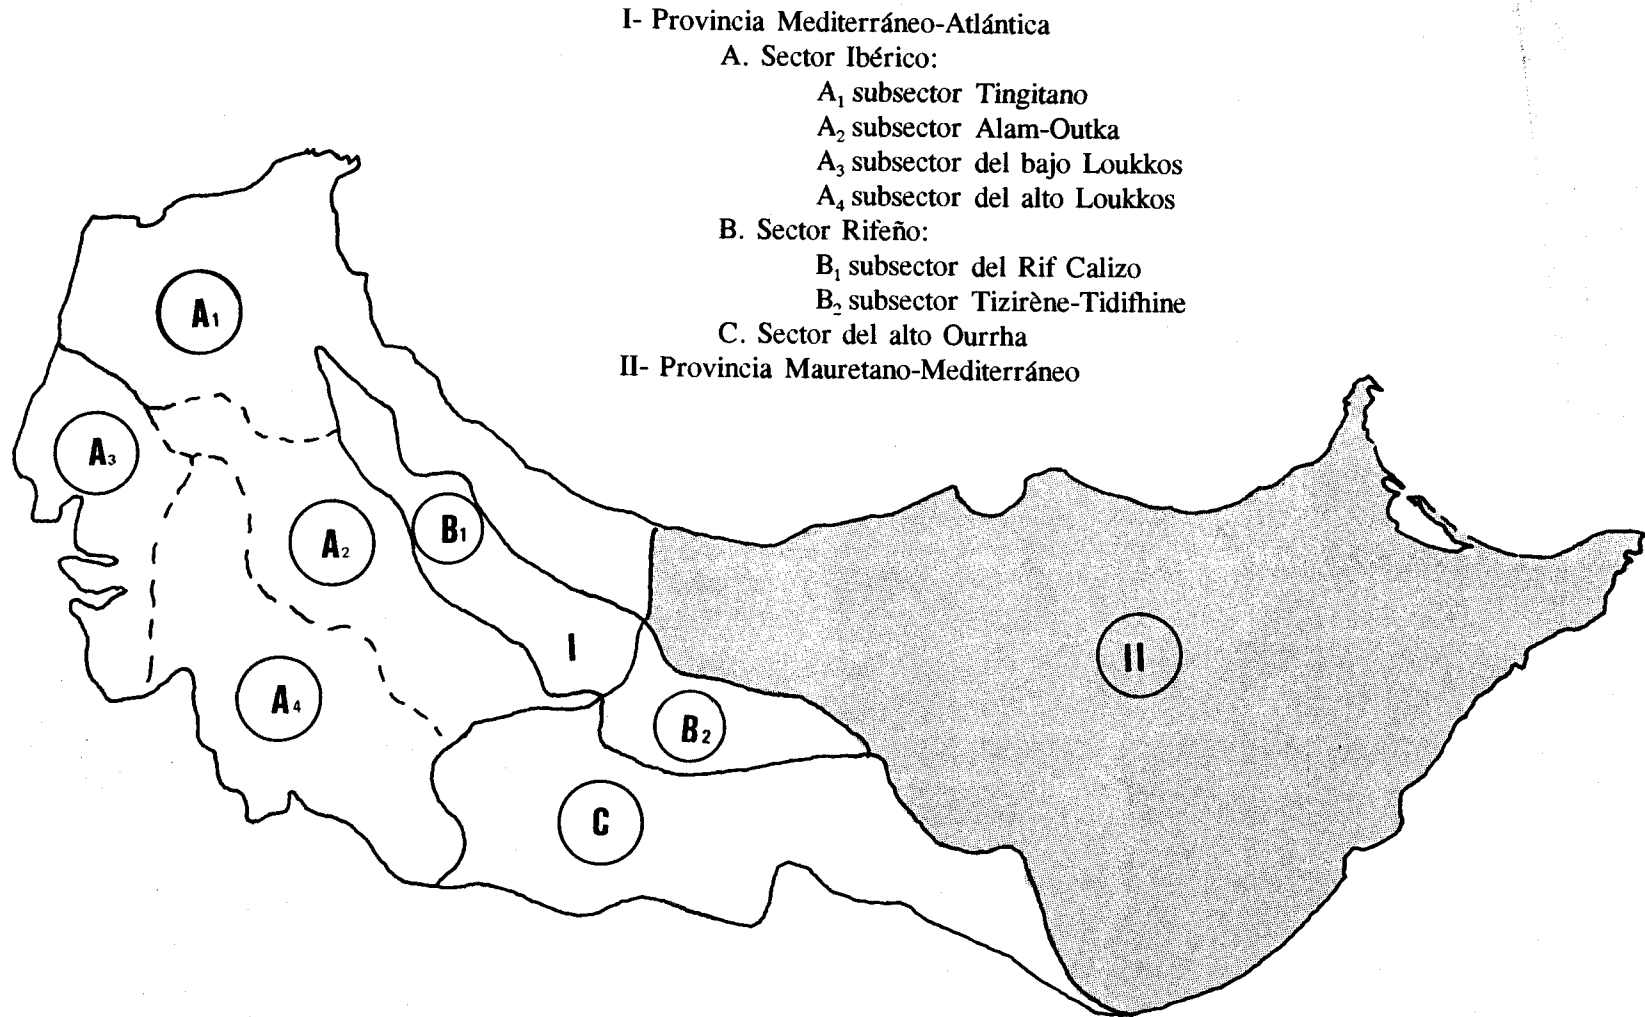 I- Provincia Mediterráneo-Atlántica
A. Sector Ibérico:
A₁ subsector Tingitano
A₂ subsector Alam-Outka
A₃ subsector del bajo Loukkos
A₄ subsector del alto Loukkos
B. Sector Rifeño:
B₁ subsector del Rif Calizo
B₂ subsector Tizirène-Tidifhine
C. Sector del alto Ourrha
II- Provincia Mauretano-Mediterráneo
A₁
A₃
A₂
B₁
I
II
A₄
B₂
C